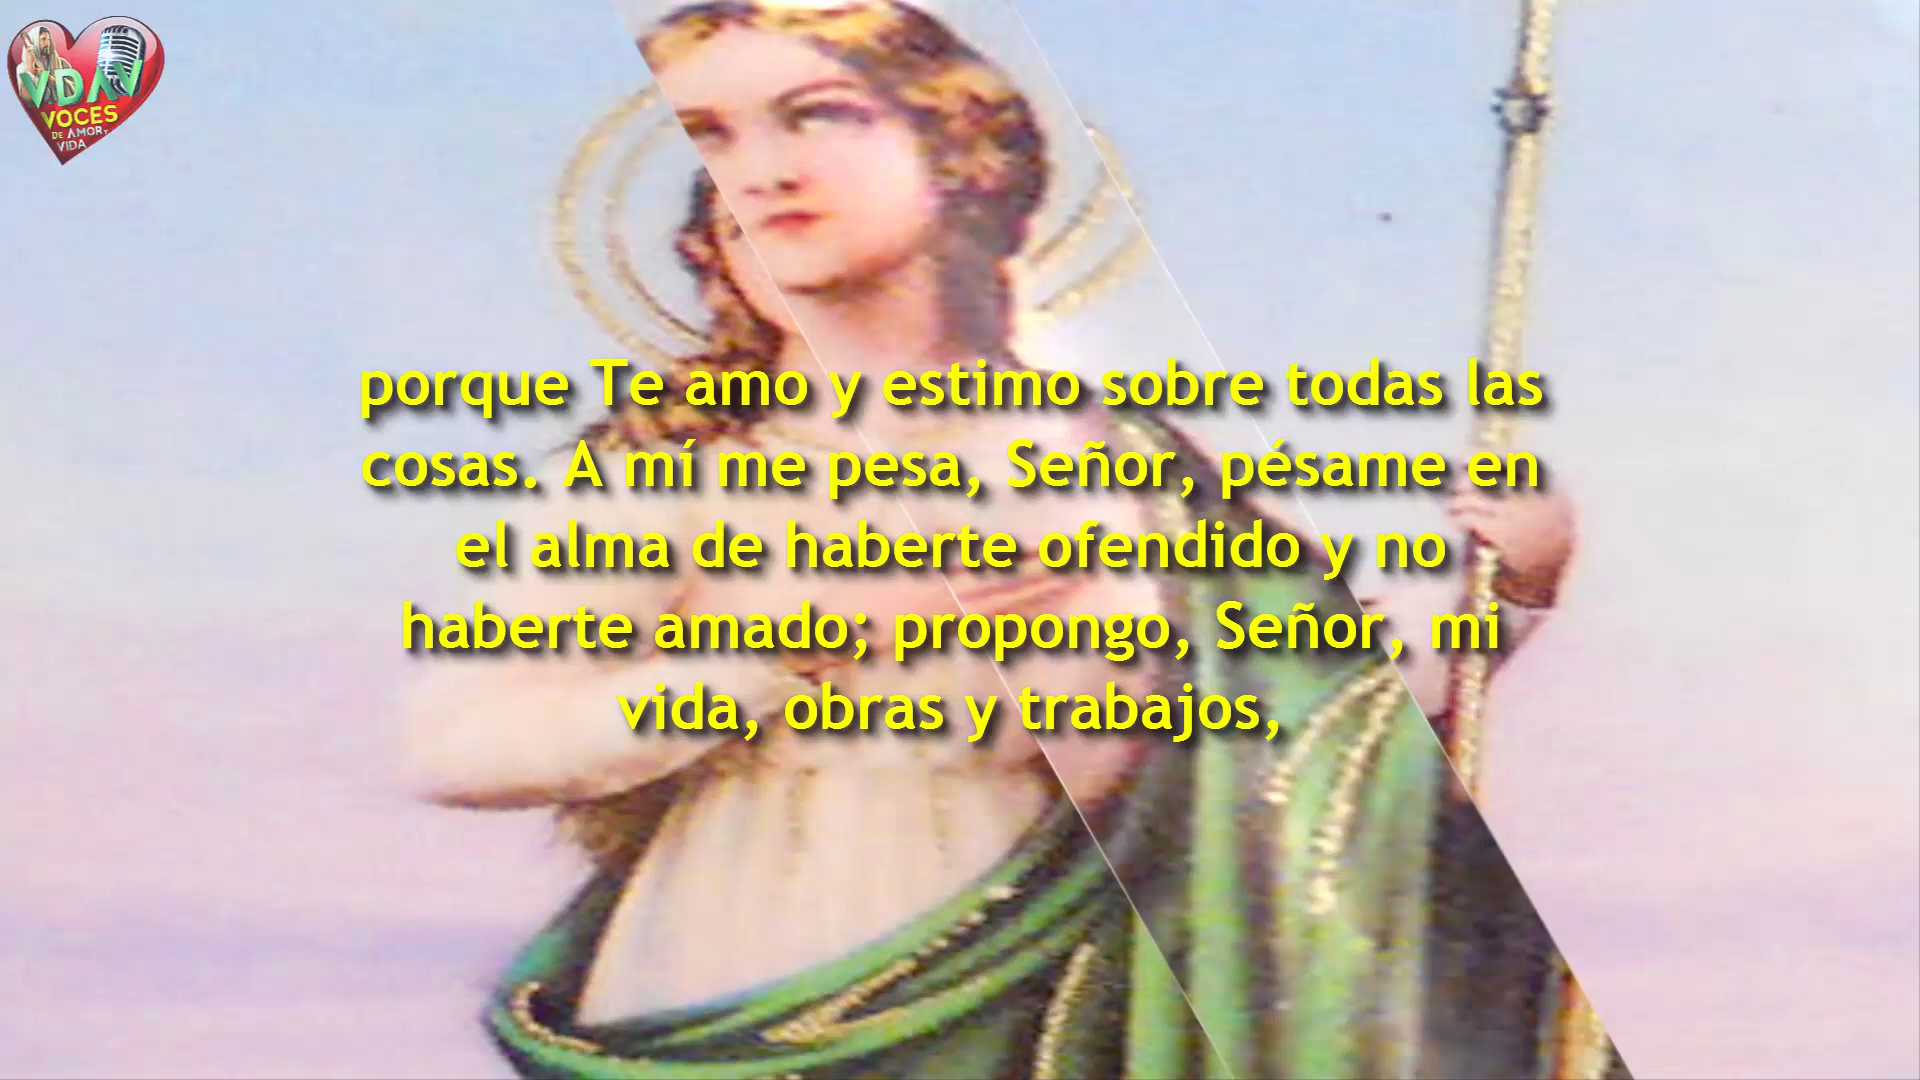 VDAV
VOCES
DE AMOR Y
VIDA
porque Te amo y estimo sobre todas las
cosas. A mí me pesa, Señor, pésame en
el alma de haberte ofendido y no
haberte amado; propongo, Señor, mi
vida, obras y trabajos,